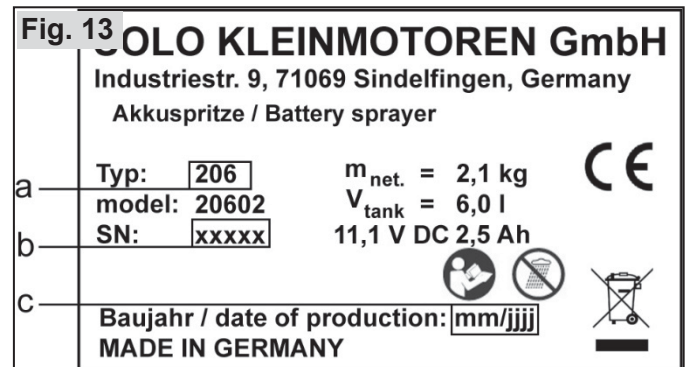 Fig. 13
SOLO KLEINMOTOREN GmbH
Industriestr. 9, 71069 Sindelfingen, Germany
Akkuspritze / Battery sprayer
a
Typ: 206
m net. = 2,1 kg
CE
model: 20602
V tank = 6,0 l
b
SN: xxxxx
11,1 V DC 2,5 Ah
c
Baujahr / date of production: mm/jjjj
MADE IN GERMANY